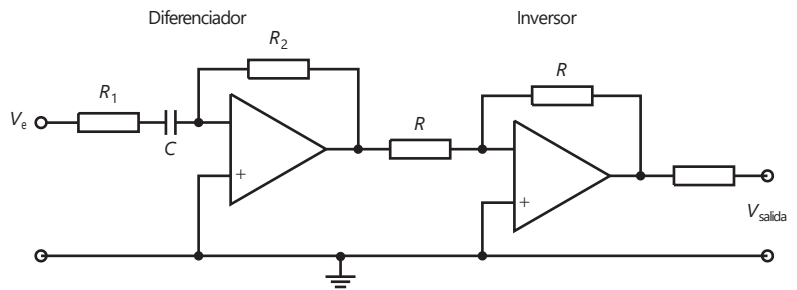 Diferenciador
Inversor
R2
R1
R
Ve
C
R
+
+
Vsalida